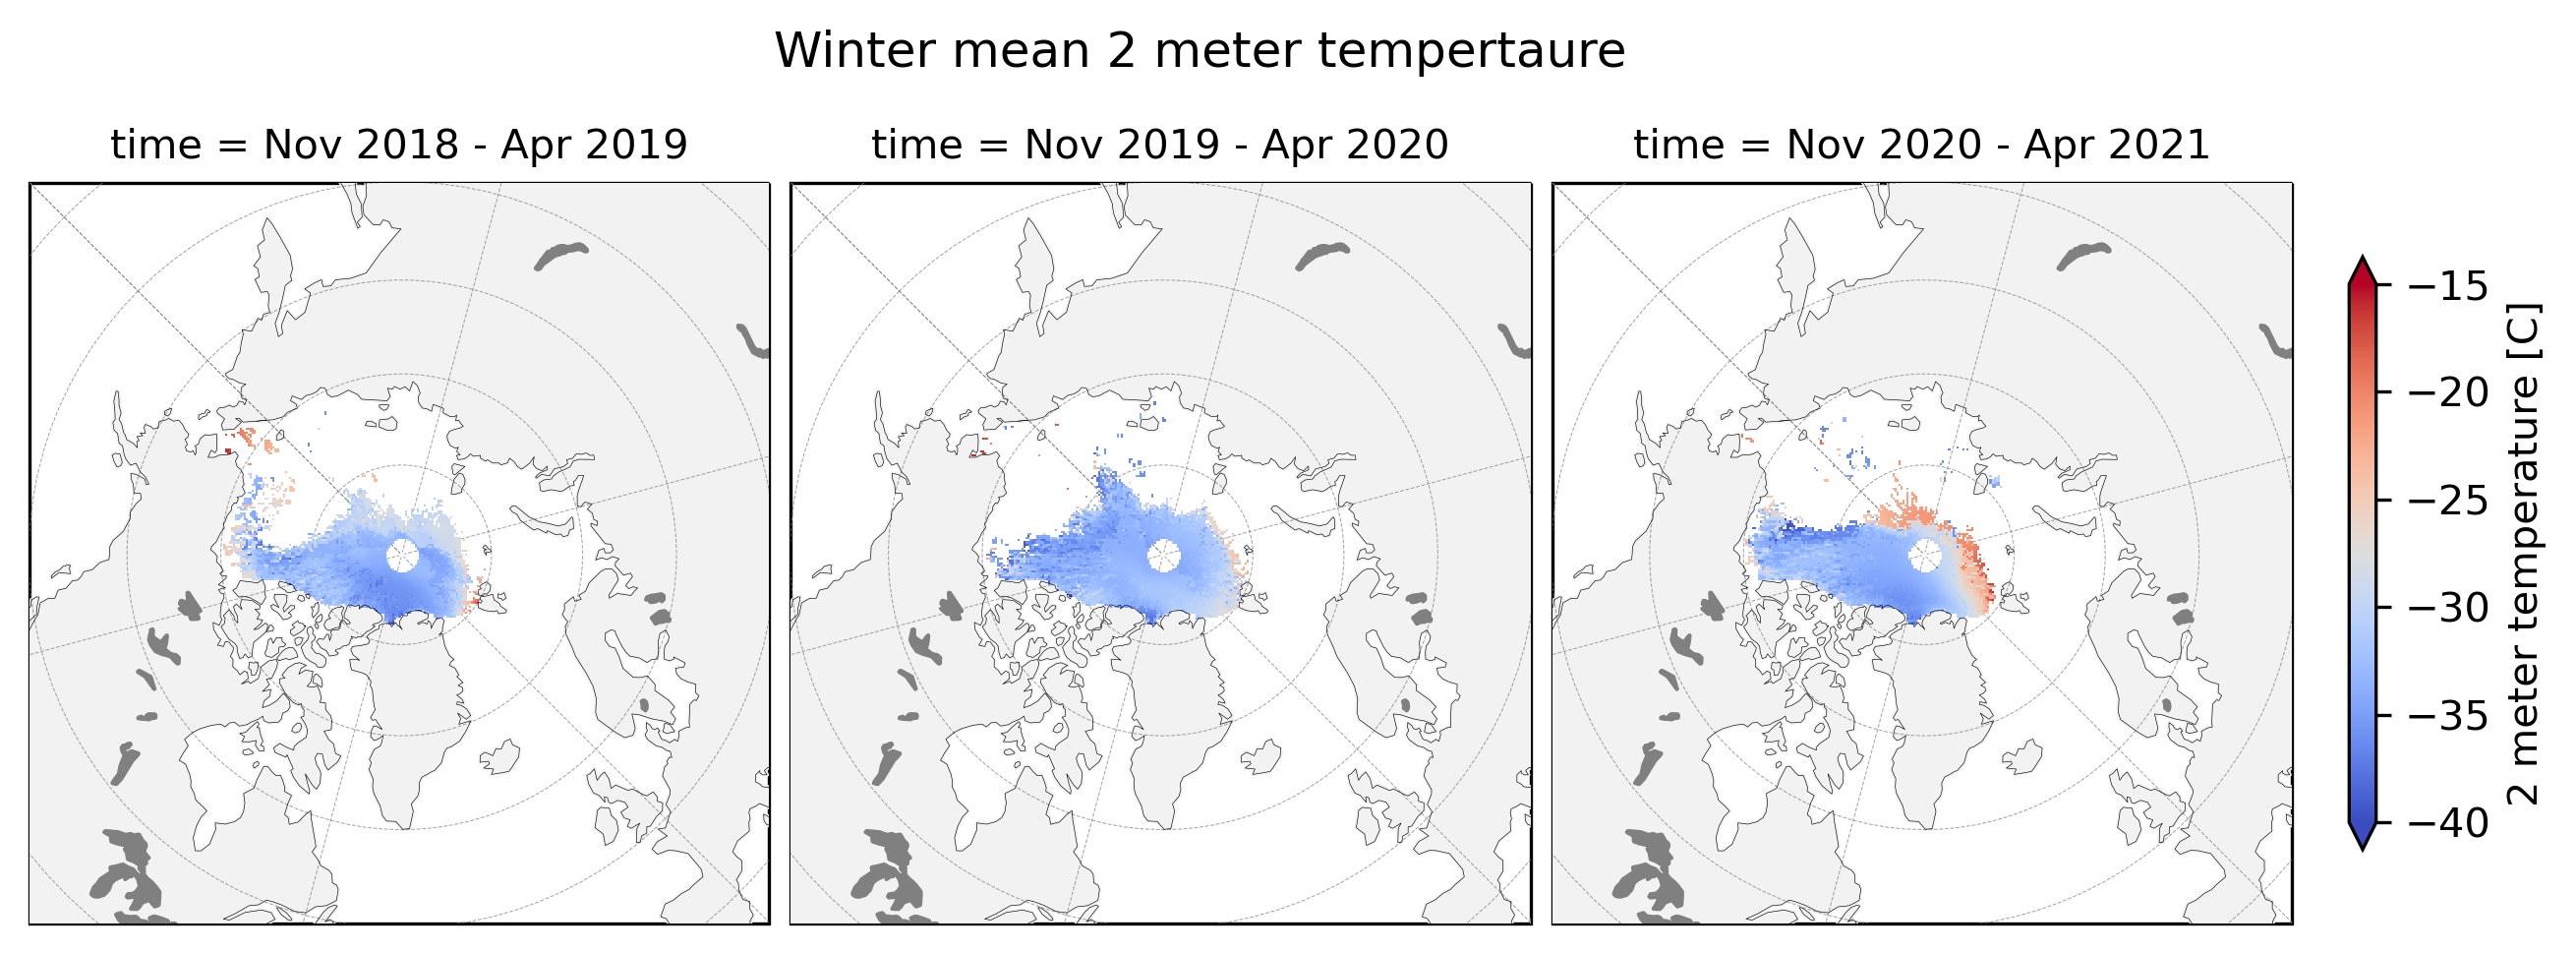 Winter mean 2 meter tempertaure
time = Nov 2018 - Apr 2019
time = Nov 2019 - Apr 2020
time = Nov 2020 - Apr 2021
−15
−20
−25
−30
−35
−40
2 meter temperature [C]